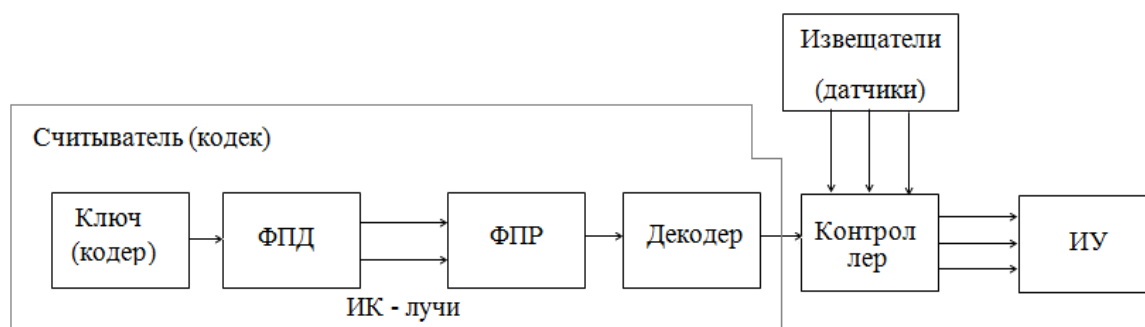 Извещатели
(датчики)
Считыватель (кодек)
Ключ
(кодер)
ФПД
ФПР
Декодер
Контрол
лер
ИУ
ИК - лучи